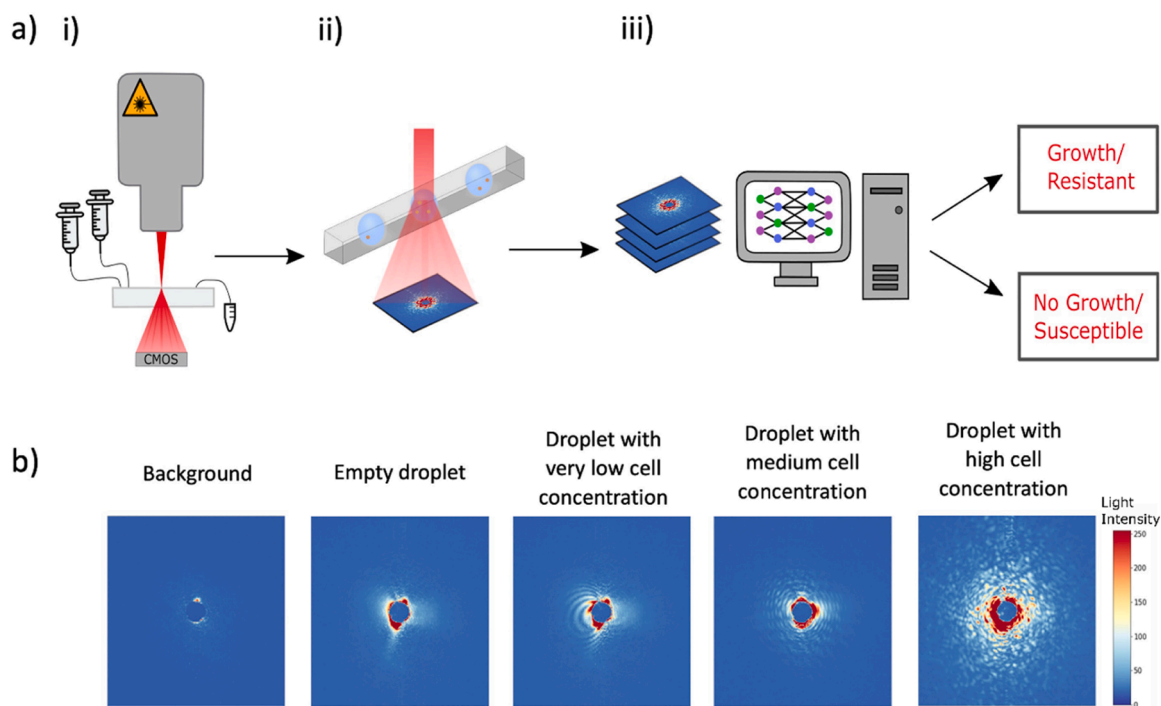 a) i)
ii)
iii)
CMOS
Growth/
Resistant
No Growth/
Susceptible
b)
Background
Empty droplet
Droplet with
very low cell
concentration
Droplet with
medium cell
concentration
Droplet with
high cell
concentration
Light
Intensity
250
200
150
100
50
0